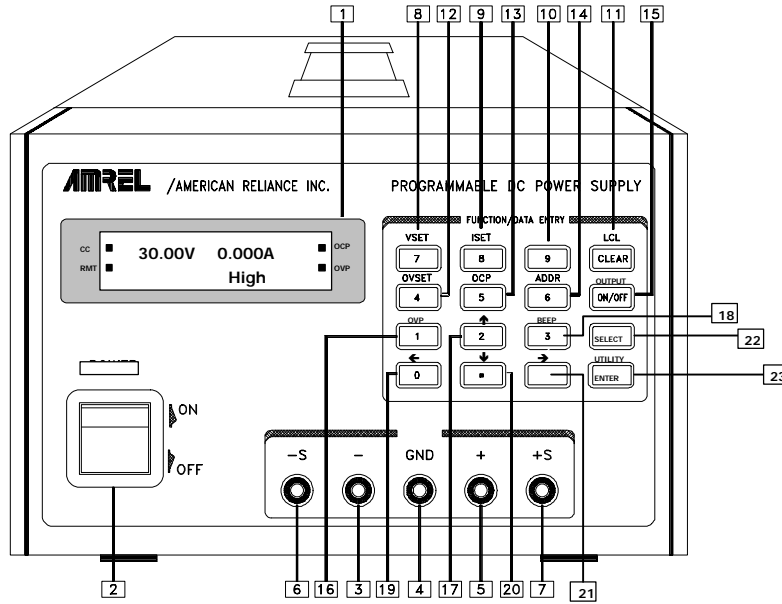 1 8 12 9 13 10 14 11 15
AMREL /AMERICAN RELIANCE INC. PROGRAMMABLE DC POWER SUPPLY
FUNCTION/DATA ENTRY
VSET ISET LCL
7 8 9 CLEAR
CC 30.00V 0.000A OCP
RMT High OVP
OVSET OCP ADDR OUTPUT
4 5 6 ON/OFF
OVP ↑ BEEP
1 2 3 SELECT
18
22
← ↓ → UTILITY
0 . ENTER
23
POWER
ON
OFF
-S - GND + +S
2 6 16 3 19 4 17 5 20 7 21